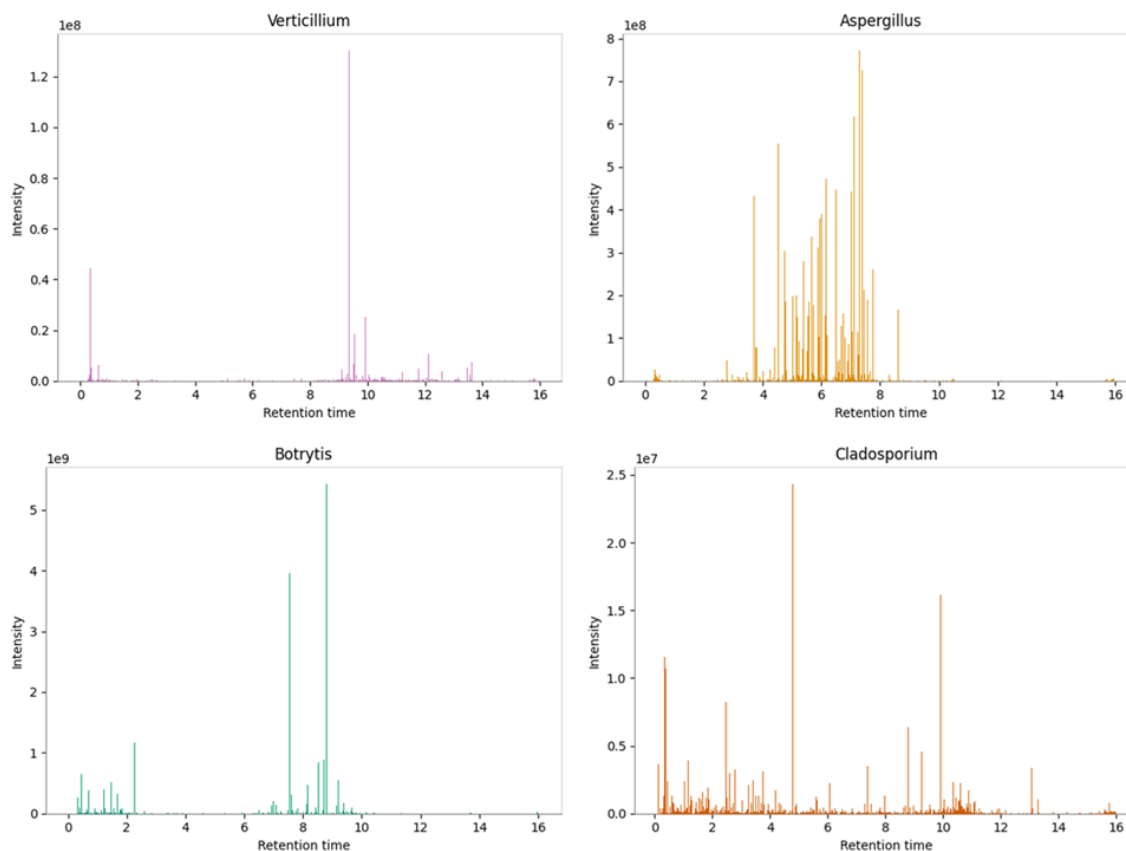 Verticillium
1e8
Intensity
1.2
1.0
0.8
0.6
0.4
0.2
0.0
0 2 4 6 8 10 12 14 16
Retention time
Aspergillus
1e8
Intensity
8
7
6
5
4
3
2
1
0
0 2 4 6 8 10 12 14 16
Retention time
Botrytis
1e9
Intensity
5
4
3
2
1
0
0 2 4 6 8 10 12 14 16
Retention time
Cladosporium
1e7
Intensity
2.5
2.0
1.5
1.0
0.5
0.0
0 2 4 6 8 10 12 14 16
Retention time